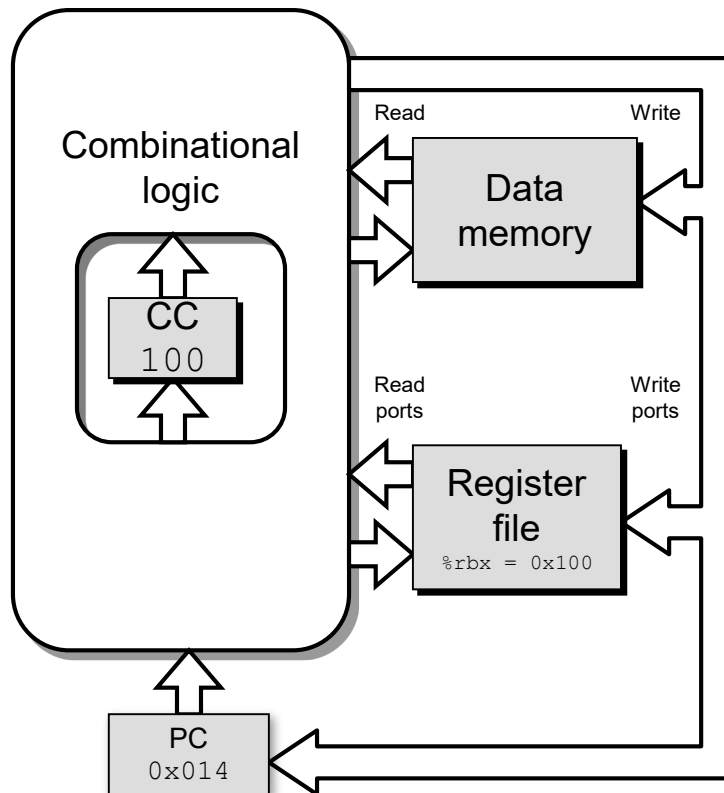 Combinational
logic
CC
100
Read
Write
Data
memory
Read
ports
Write
ports
Register
file
%rbx = 0x100
PC
0x014